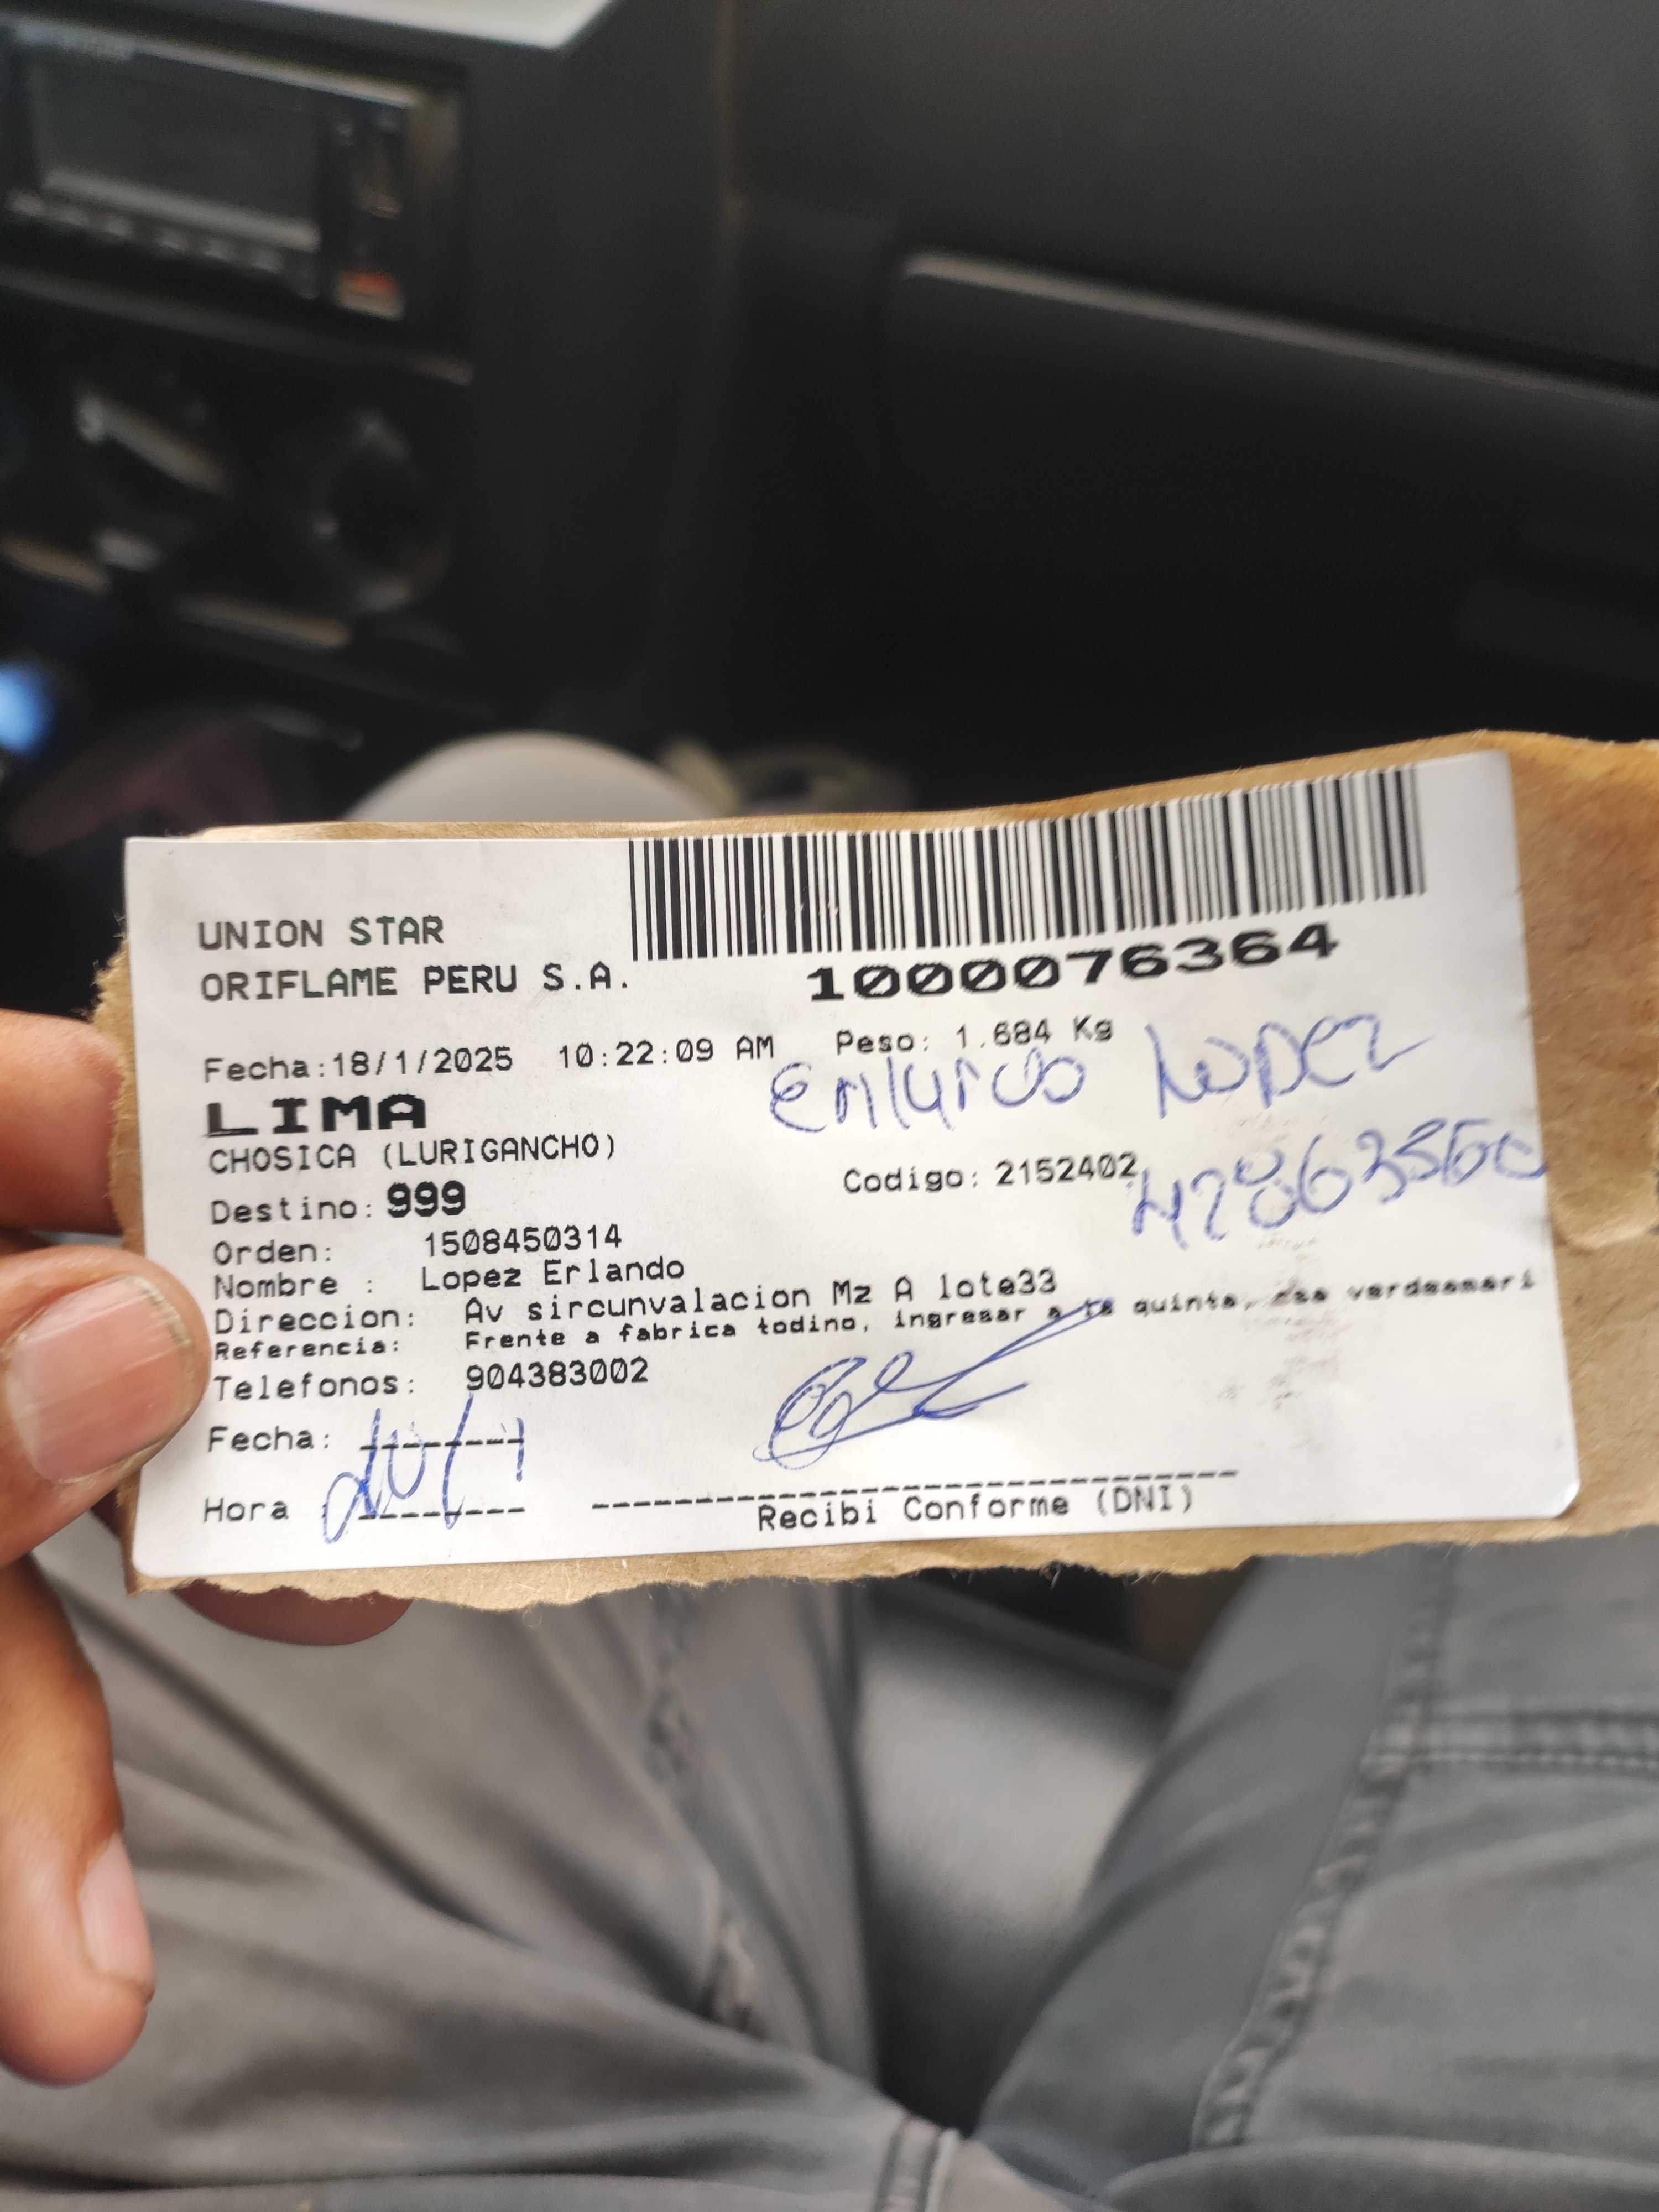 UNION STAR
ORIFLAME PERU S.A.
1000076364
Fecha:18/1/2025 10:22:09 AM Peso: 1.684 Kg
LIMA
Lopez
CHOSICA (LURIGANCHO)
Codigo: 2152402
Destino: 999
Orden: 1508450314
Nombre : Lopez Erlando
Direccion: Av sircunvalacion Mz A lote33
Referencia: Frente a fabrica todino, ingresar a la quinta,
Telefonos: 904383002
Fecha:
Hora :
Recibi Conforme (DNI)